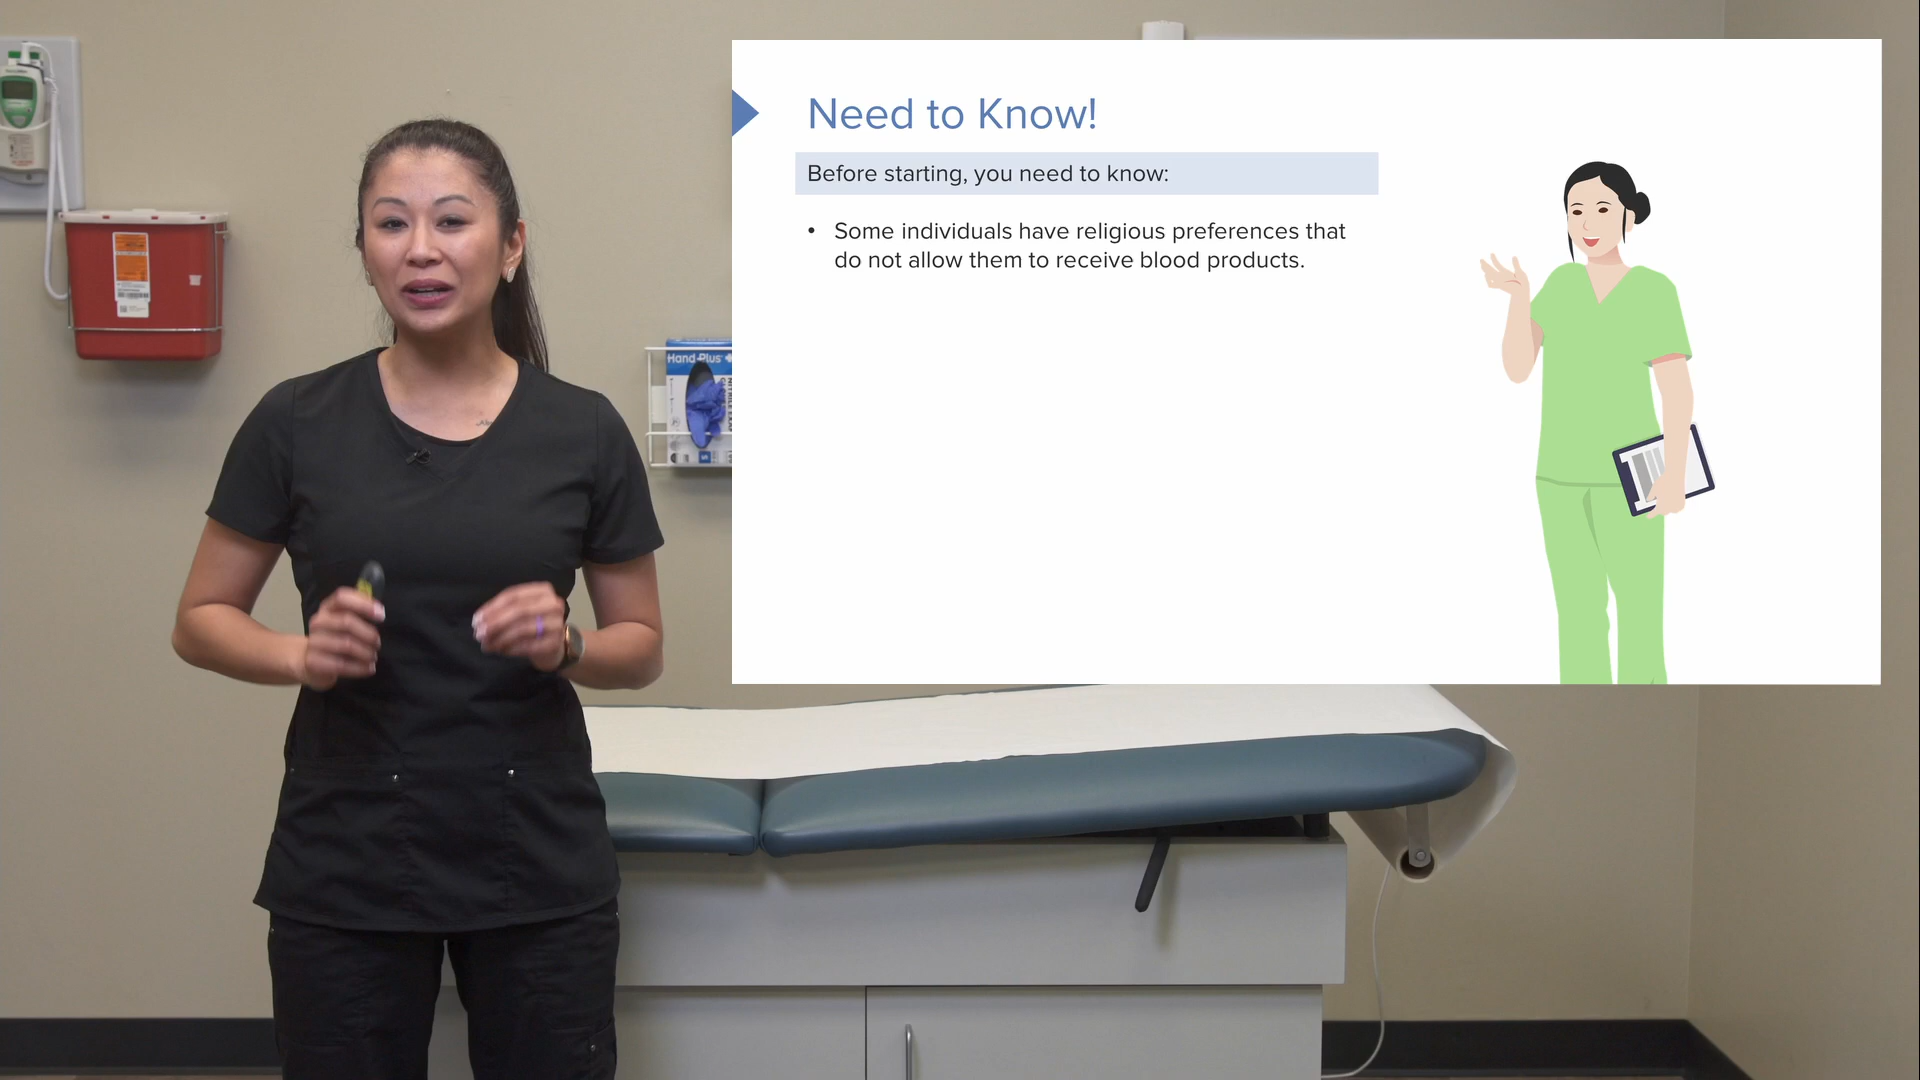 Need to Know!
Before starting, you need to know:
• Some individuals have religious preferences that
do not allow them to receive blood products.
Hand Plus